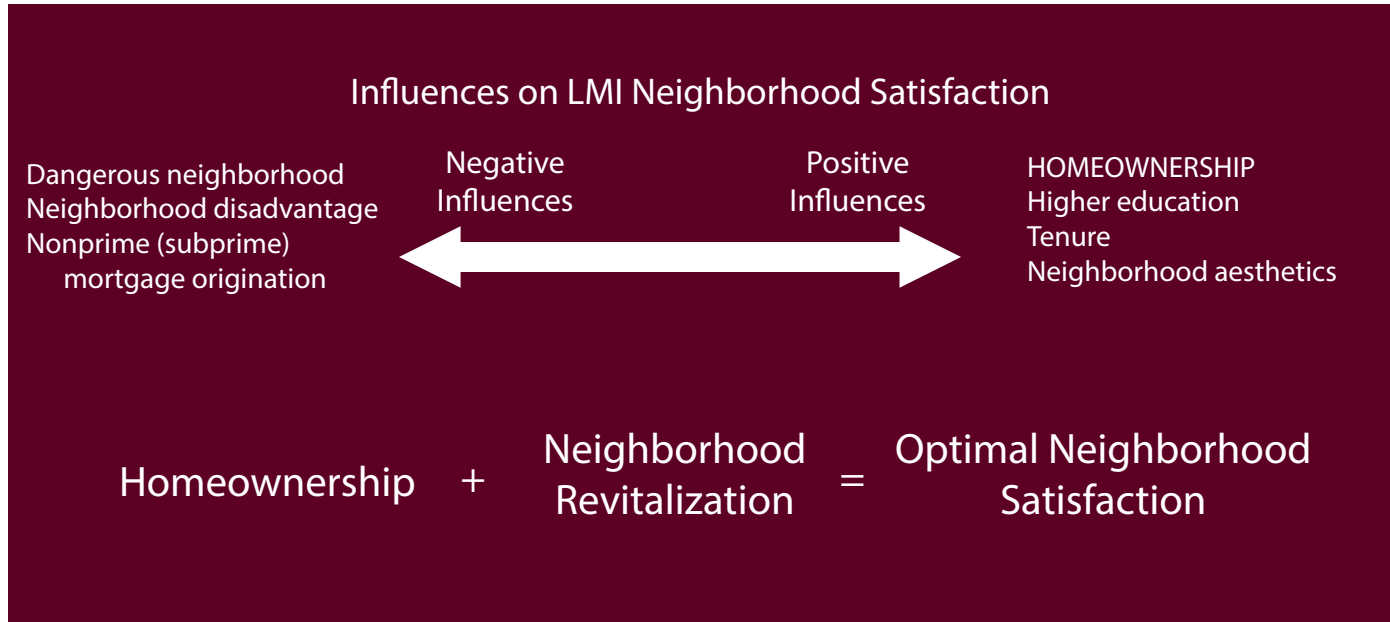 Influences on LMI Neighborhood Satisfaction
Dangerous neighborhood
Neighborhood disadvantage
Nonprime (subprime)
mortgage origination
Negative
Influences
Positive
Influences
HOMEOWNERSHIP
Higher education
Tenure
Neighborhood aesthetics
Homeownership
+
Neighborhood
Revitalization
=
Optimal Neighborhood
Satisfaction